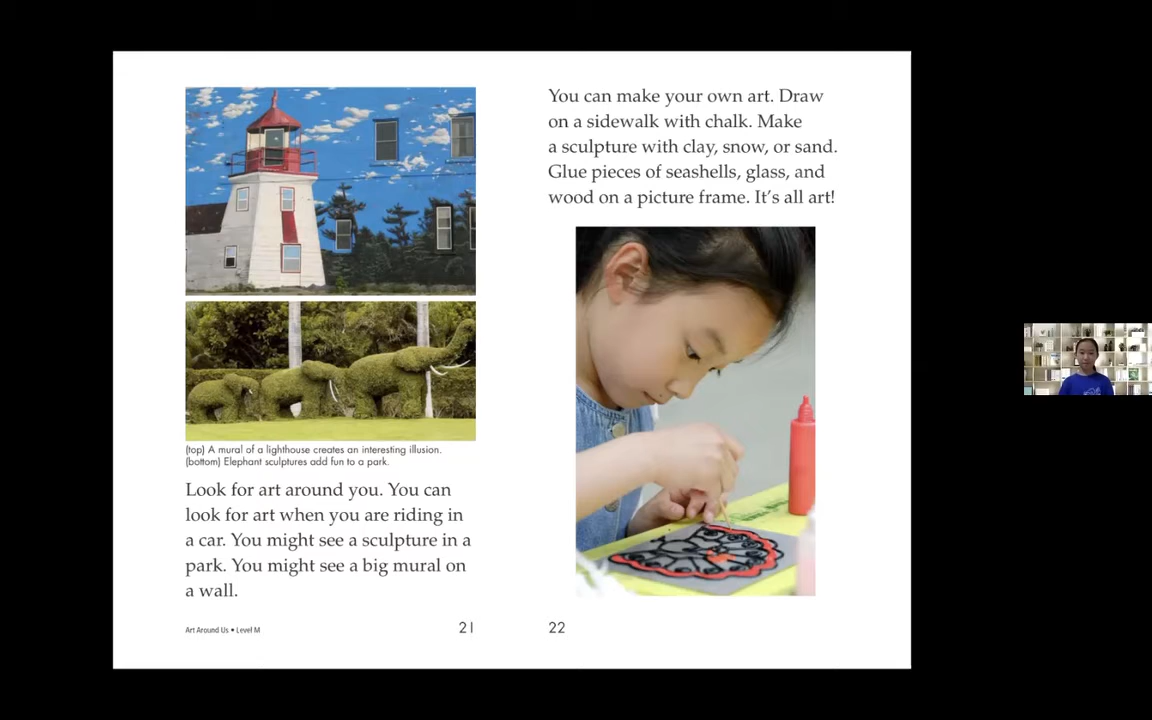 (top) A mural of a lighthouse creates an interesting illusion.
(bottom) Elephant sculptures add fun to a park.
Look for art around you. You can
look for art when you are riding in
a car. You might see a sculpture in a
park. You might see a big mural on
a wall.
Art Around Us • Level M
21
You can make your own art. Draw
on a sidewalk with chalk. Make
a sculpture with clay, snow, or sand.
Glue pieces of seashells, glass, and
wood on a picture frame. It's all art!
22